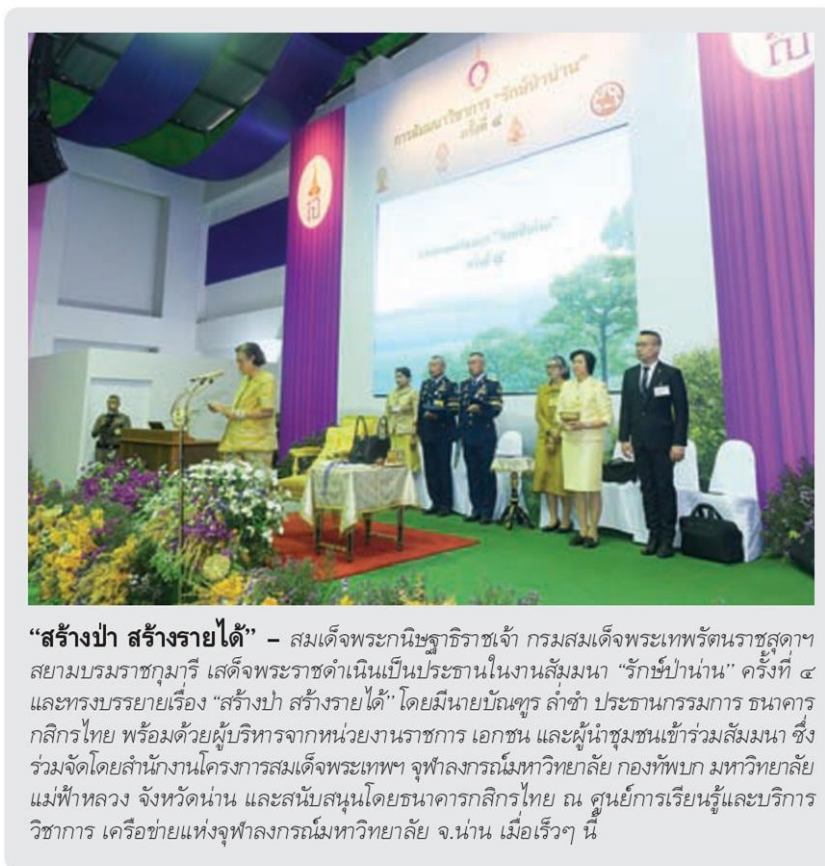 การสัมมนาวิชาการ “รักษ์ป่าน่าน”
ครั้งที่ ๔
“สร้างป่า สร้างรายได้” – สมเด็จพระกนิษฐาธิราชเจ้า กรมสมเด็จพระเทพรัตนราชสุดาฯ
สยามบรมราชกุมารี เสด็จพระราชดำเนินเป็นประธานในงานสัมมนา “รักษ์ป่าน่าน” ครั้งที่ ๔
และทรงบรรยายเรื่อง “สร้างป่า สร้างรายได้” โดยมีนายบัณฑูร ล่ำซำ ประธานกรรมการ ธนาคาร
กสิกรไทย พร้อมด้วยผู้บริหารจากหน่วยงานราชการ เอกชน และผู้นำชุมชนเข้าร่วมสัมมนา ซึ่ง
ร่วมจัดโดยสำนักงานโครงการสมเด็จพระเทพฯ จุฬาลงกรณ์มหาวิทยาลัย กองทัพบก มหาวิทยาลัย
แม่ฟ้าหลวง จังหวัดน่าน และสนับสนุนโดยธนาคารกสิกรไทย ณ ศูนย์การเรียนรู้และบริการ
วิชาการ เครือข่ายแห่งจุฬาลงกรณ์มหาวิทยาลัย จ.น่าน เมื่อเร็วๆ นี้